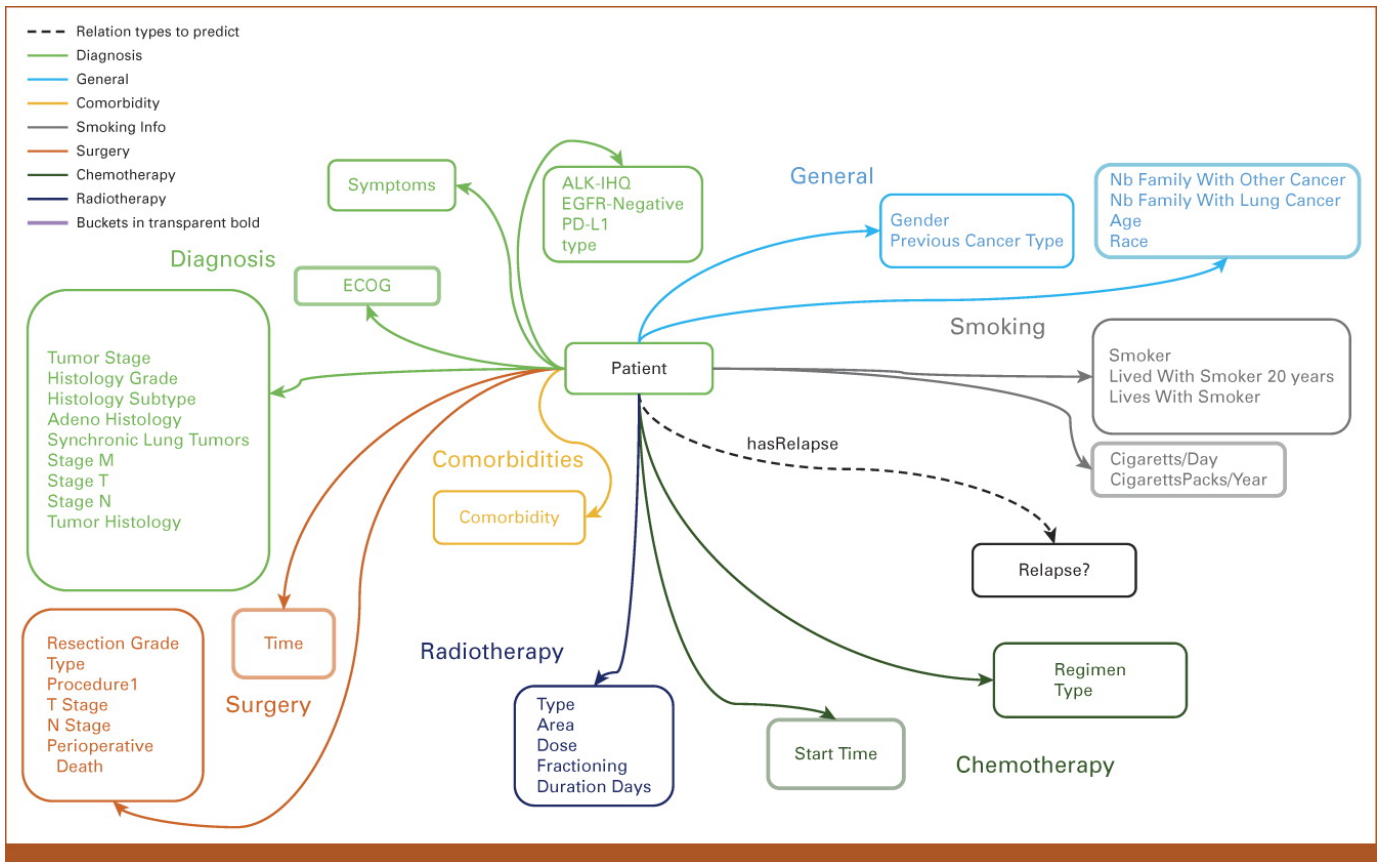 Relation types to predict
Diagnosis
General
Comorbidity
Smoking Info
Surgery
Chemotherapy
Radiotherapy
Buckets in transparent bold
Symptoms
ALK-IHQ
EGFR-Negative
PD-L1
type
General
Gender
Previous Cancer Type
Nb Family With Other Cancer
Nb Family With Lung Cancer
Age
Race
Diagnosis
ECOG
Tumor Stage
Histology Grade
Histology Subtype
Adeno Histology
Synchronic Lung Tumors
Stage M
Stage T
Stage N
Tumor Histology
Patient
Smoking
Smoker
Lived With Smoker 20 years
Lives With Smoker
Cigaretts/Day
CigarettsPacks/Year
hasRelapse
Relapse?
Comorbidities
Comorbidity
Resection Grade
Type
Procedure1
T Stage
N Stage
Perioperative
Death
Time
Surgery
Radiotherapy
Type
Area
Dose
Fractioning
Duration Days
Start Time
Regimen
Type
Chemotherapy